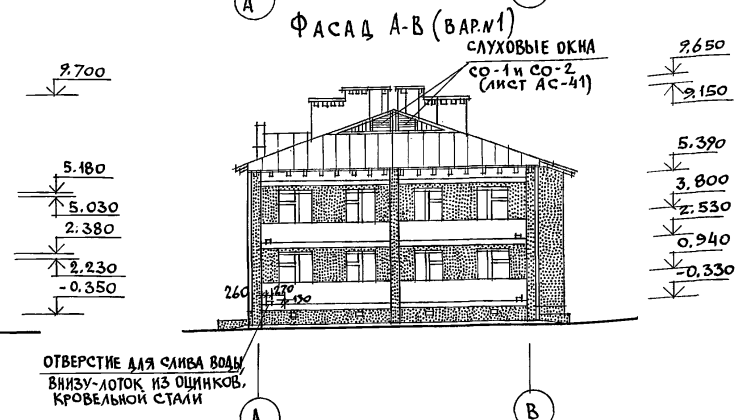 А
ФАСАД А-В (ВАР.№1)
СЛУХОВЫЕ ОКНА
СО-1 и СО-2
(ЛИСТ АС-41)
9.700
5.180
5.030
2.380
2.230
-0.350
9.650
9.150
5.390
3.800
2.530
0.940
-0.330
260
270
130
ОТВЕРСТИЕ ДЛЯ СЛИВА ВОДЫ,
ВНИЗУ-ЛОТОК ИЗ ОЦИНКОВ,
КРОВЕЛЬНОЙ СТАЛИ
А
В